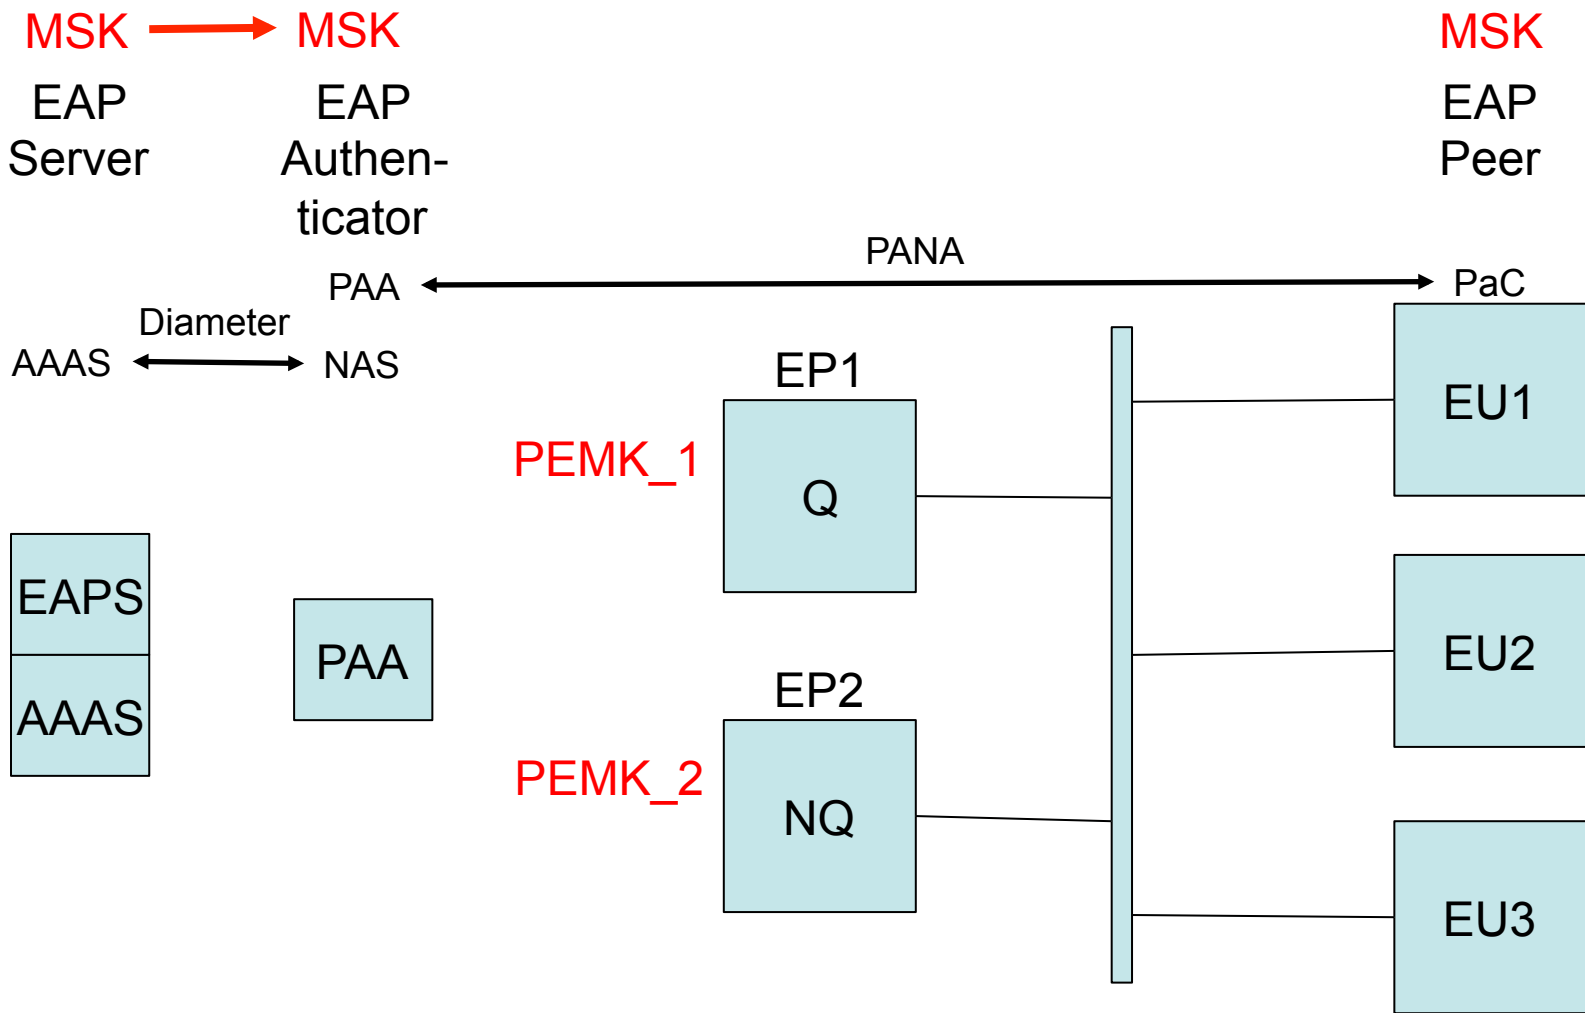 MSK
MSK
MSK
EAP
Server
EAP
Authen-
ticator
EAP
Peer
PANA
PAA
PaC
Diameter
AAAS
NAS
EP1
EU1
PEMK_1
Q
EAPS
AAAS
PAA
EU2
EP2
PEMK_2
NQ
EU3